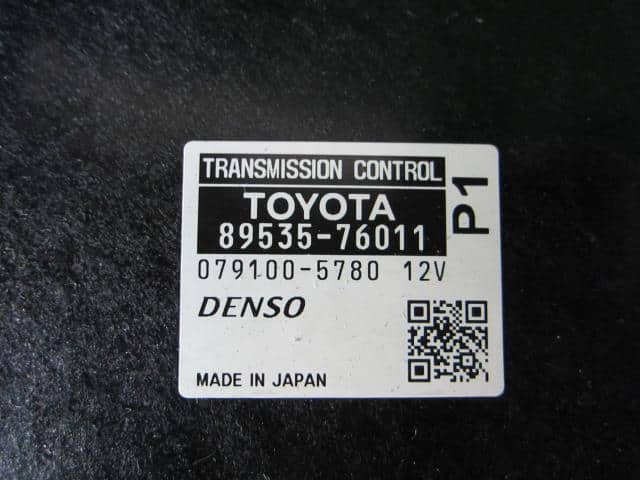 TRANSMISSION CONTROL
TOYOTA
89535-76011
P1
079100-5780 12V
DENSO
MADE IN JAPAN